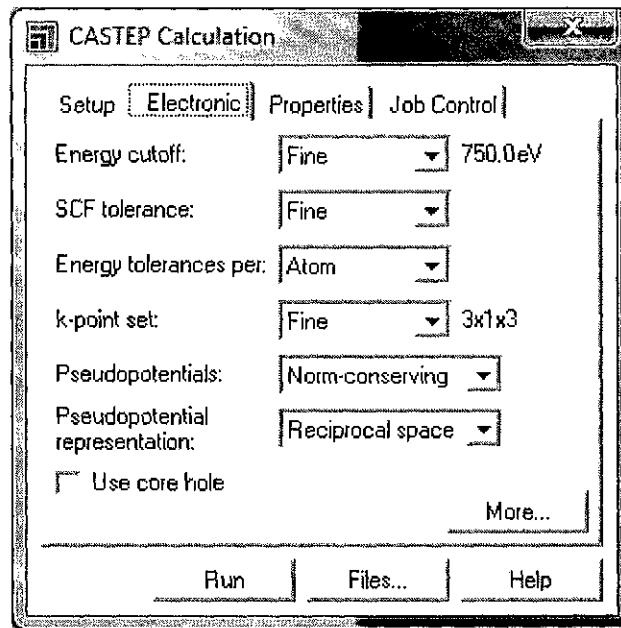 CASTEP Calculation
Setup Electronic Properties Job Control
Energy cutoff: Fine 750.0eV
SCF tolerance: Fine
Energy tolerances per: Atom
k-point set: Fine 3x1x3
Pseudopotentials: Norm-conserving
Pseudopotential
representation: Reciprocal space
Use core hole
More...
Run Files... Help